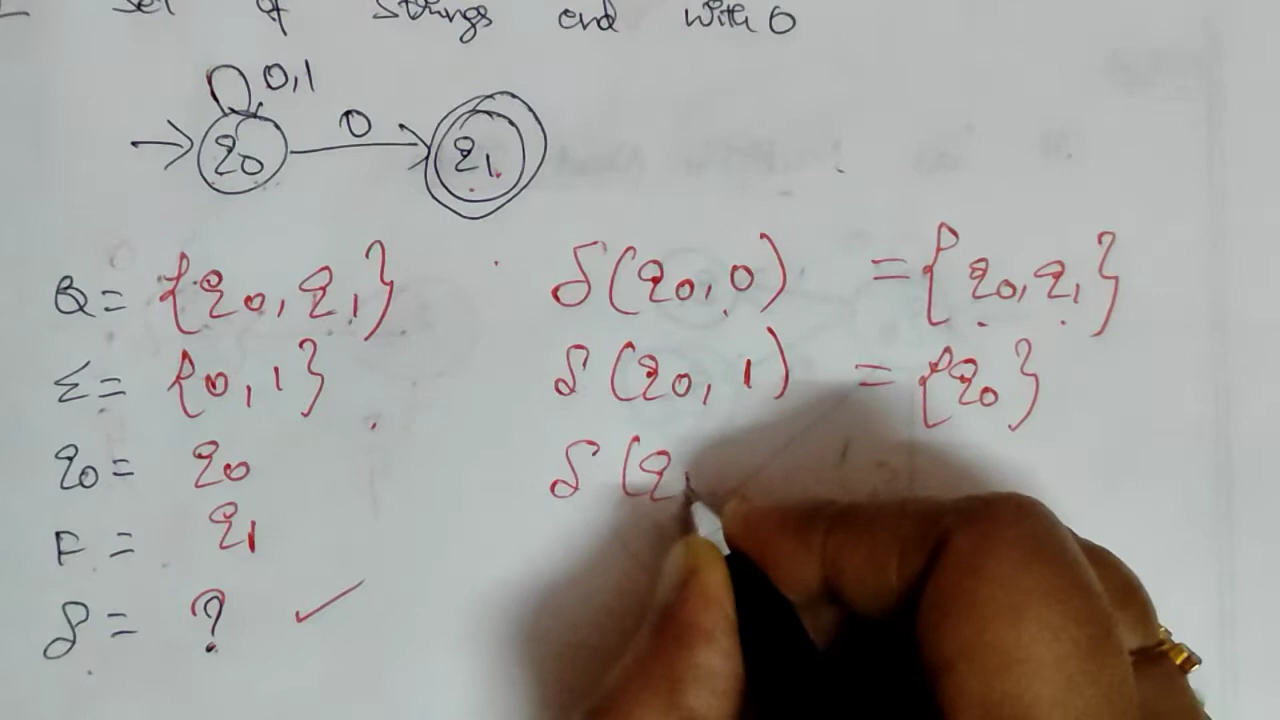 set of strings end with 0
0,1
→ q0 0 q1
Q = {q0, q1}
Σ = {0, 1}
q0 = q0
F = q1
δ = ? ✓
δ(q0, 0) = {q0, q1}
δ(q0, 1) = {q0}
δ(q